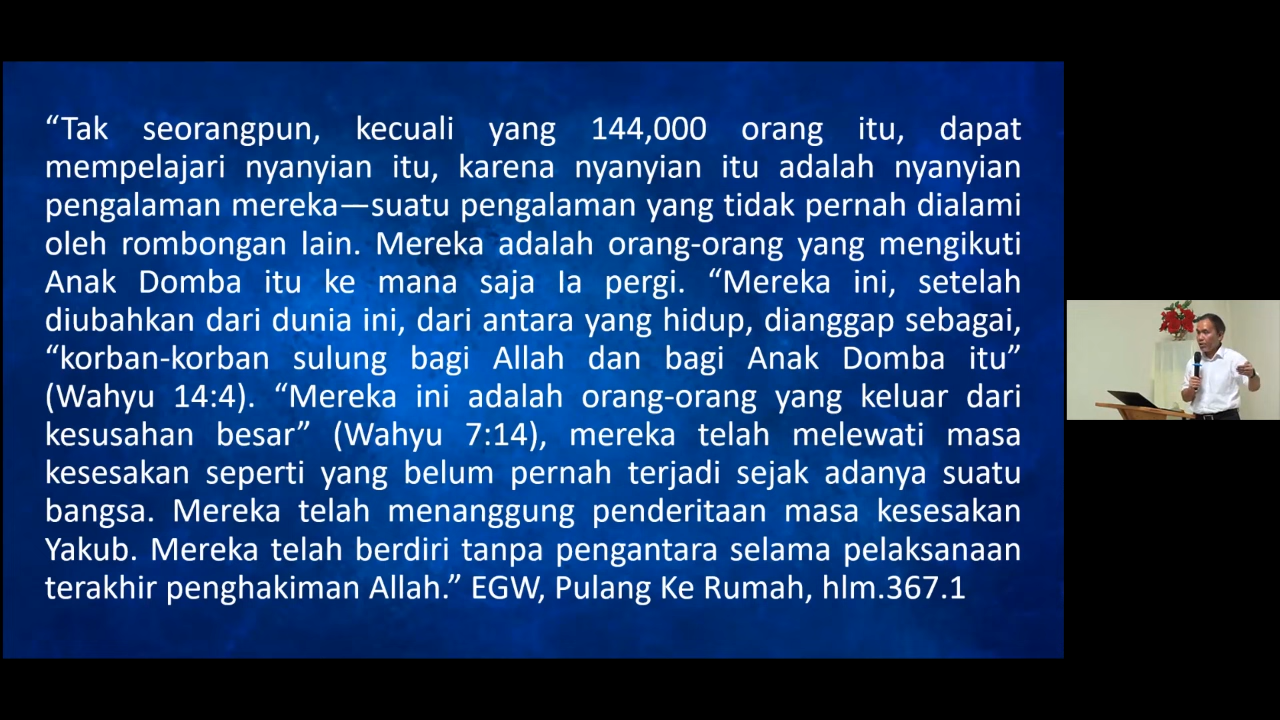 “Tak seorangpun, kecuali yang 144,000 orang itu, dapat
mempelajari nyanyian itu, karena nyanyian itu adalah nyanyian
pengalaman mereka—suatu pengalaman yang tidak pernah dialami
oleh rombongan lain. Mereka adalah orang-orang yang mengikuti
Anak Domba itu ke mana saja Ia pergi. “Mereka ini, setelah
diubahkan dari dunia ini, dari antara yang hidup, dianggap sebagai,
“korban-korban sulung bagi Allah dan bagi Anak Domba itu”
(Wahyu 14:4). “Mereka ini adalah orang-orang yang keluar dari
kesusahan besar” (Wahyu 7:14), mereka telah melewati masa
kesesakan seperti yang belum pernah terjadi sejak adanya suatu
bangsa. Mereka telah menanggung penderitaan masa kesesakan
Yakub. Mereka telah berdiri tanpa pengantara selama pelaksanaan
terakhir penghakiman Allah.” EGW, Pulang Ke Rumah, hlm.367.1